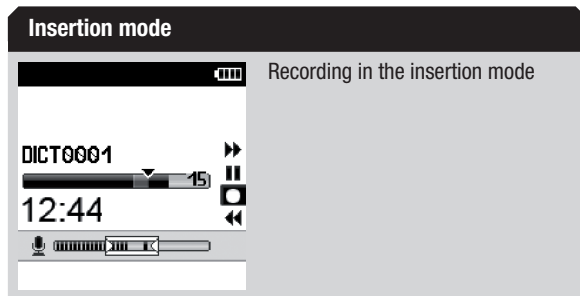 Insertion mode
Recording in the insertion mode
DICT0001
15
12:44